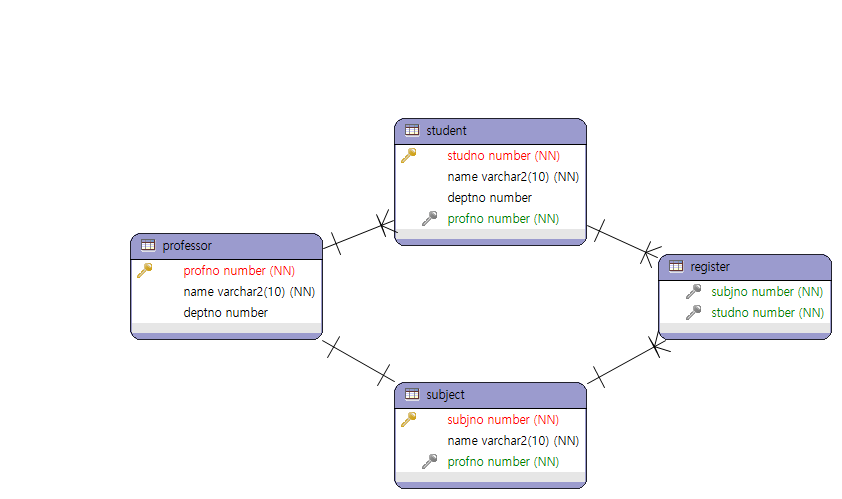 student
studno number (NN)
name varchar2(10) (NN)
deptno number
profno number (NN)
professor
profno number (NN)
name varchar2(10) (NN)
deptno number
register
subjno number (NN)
studno number (NN)
subject
subjno number (NN)
name varchar2(10) (NN)
profno number (NN)